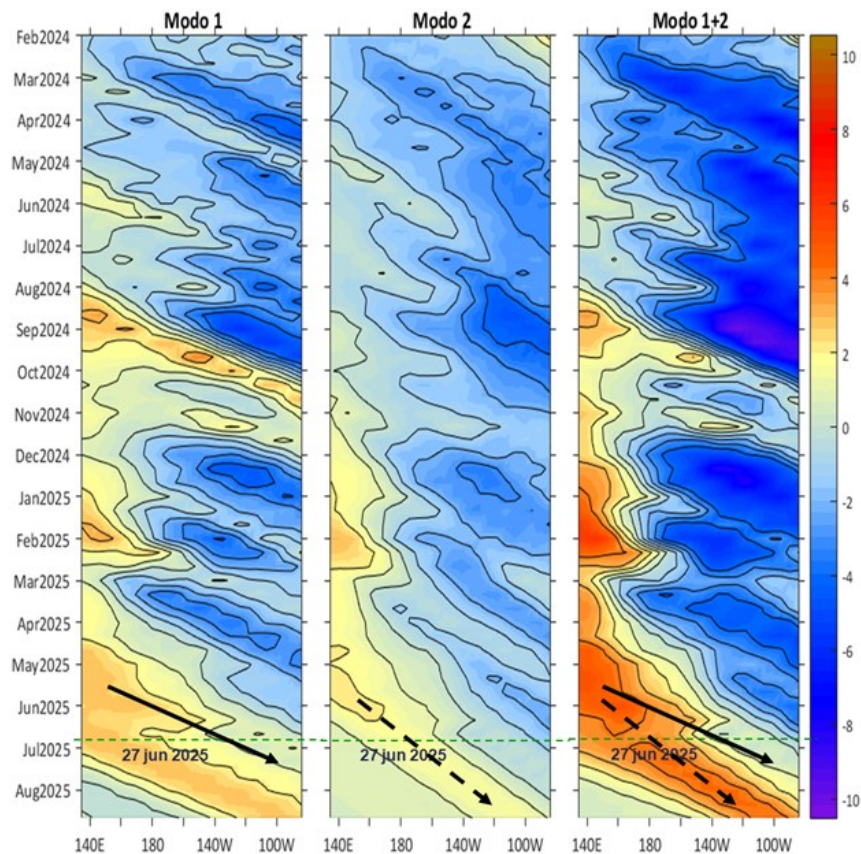 Modo 1
Modo 2
Modo 1+2
Feb2024
Mar2024
Apr2024
May2024
Jun2024
Jul2024
Aug2024
Sep2024
Oct2024
Nov2024
Dec2024
Jan2025
Feb2025
Mar2025
Apr2025
May2025
Jun2025
Jul2025
Aug2025
27 jun 2025
27 jun 2025
27 jun 2025
140E 180 140W 100W
140E 180 140W 100W
140E 180 140W 100W
10
8
6
4
2
0
-2
-4
-6
-8
-10